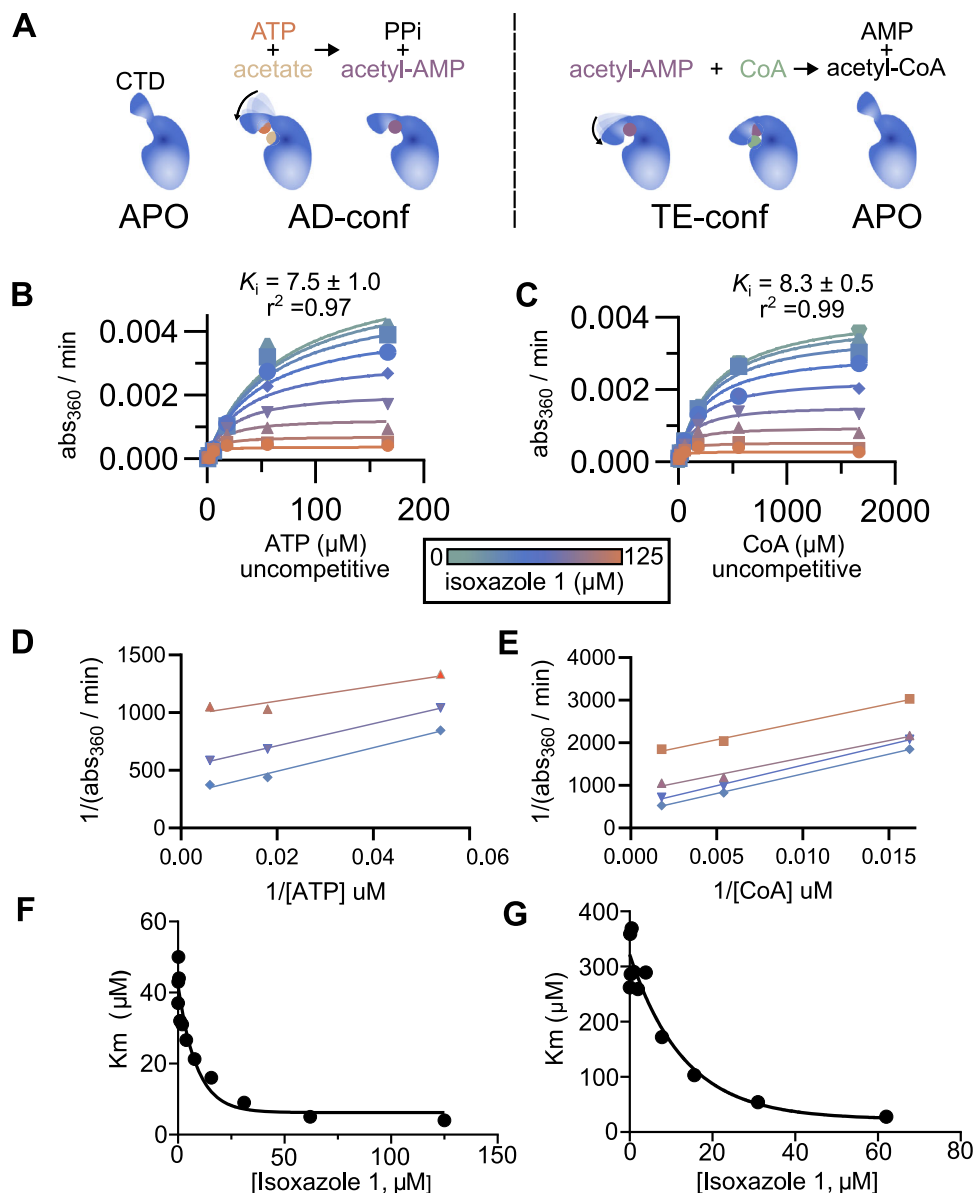 A
ATP
+
acetate
PPi
+
acetyl-AMP
CTD
APO
AD-conf
acetyl-AMP + CoA
AMP
+
acetyl-CoA
TE-conf
APO
B
Ki = 7.5 ± 1.0
r2 =0.97
abs360 / min
0.004
0.002
0.000
0 100 200
ATP (µM)
uncompetitive
C
Ki = 8.3 ± 0.5
r2 =0.99
abs360 / min
0.004
0.002
0.000
0 1000 2000
CoA (µM)
uncompetitive
0 125
isoxazole 1 (µM)
D
1/(abs360 / min)
1500
1000
500
0
0.00 0.02 0.04 0.06
1/[ATP] uM
E
1/(abs360 / min)
4000
3000
2000
1000
0
0.000 0.005 0.010 0.015
1/[CoA] uM
F
Km (µM)
60
40
20
0
0 50 100 150
[Isoxazole 1, µM]
G
Km (µM)
400
300
200
100
0
0 20 40 60 80
[Isoxazole 1, µM]